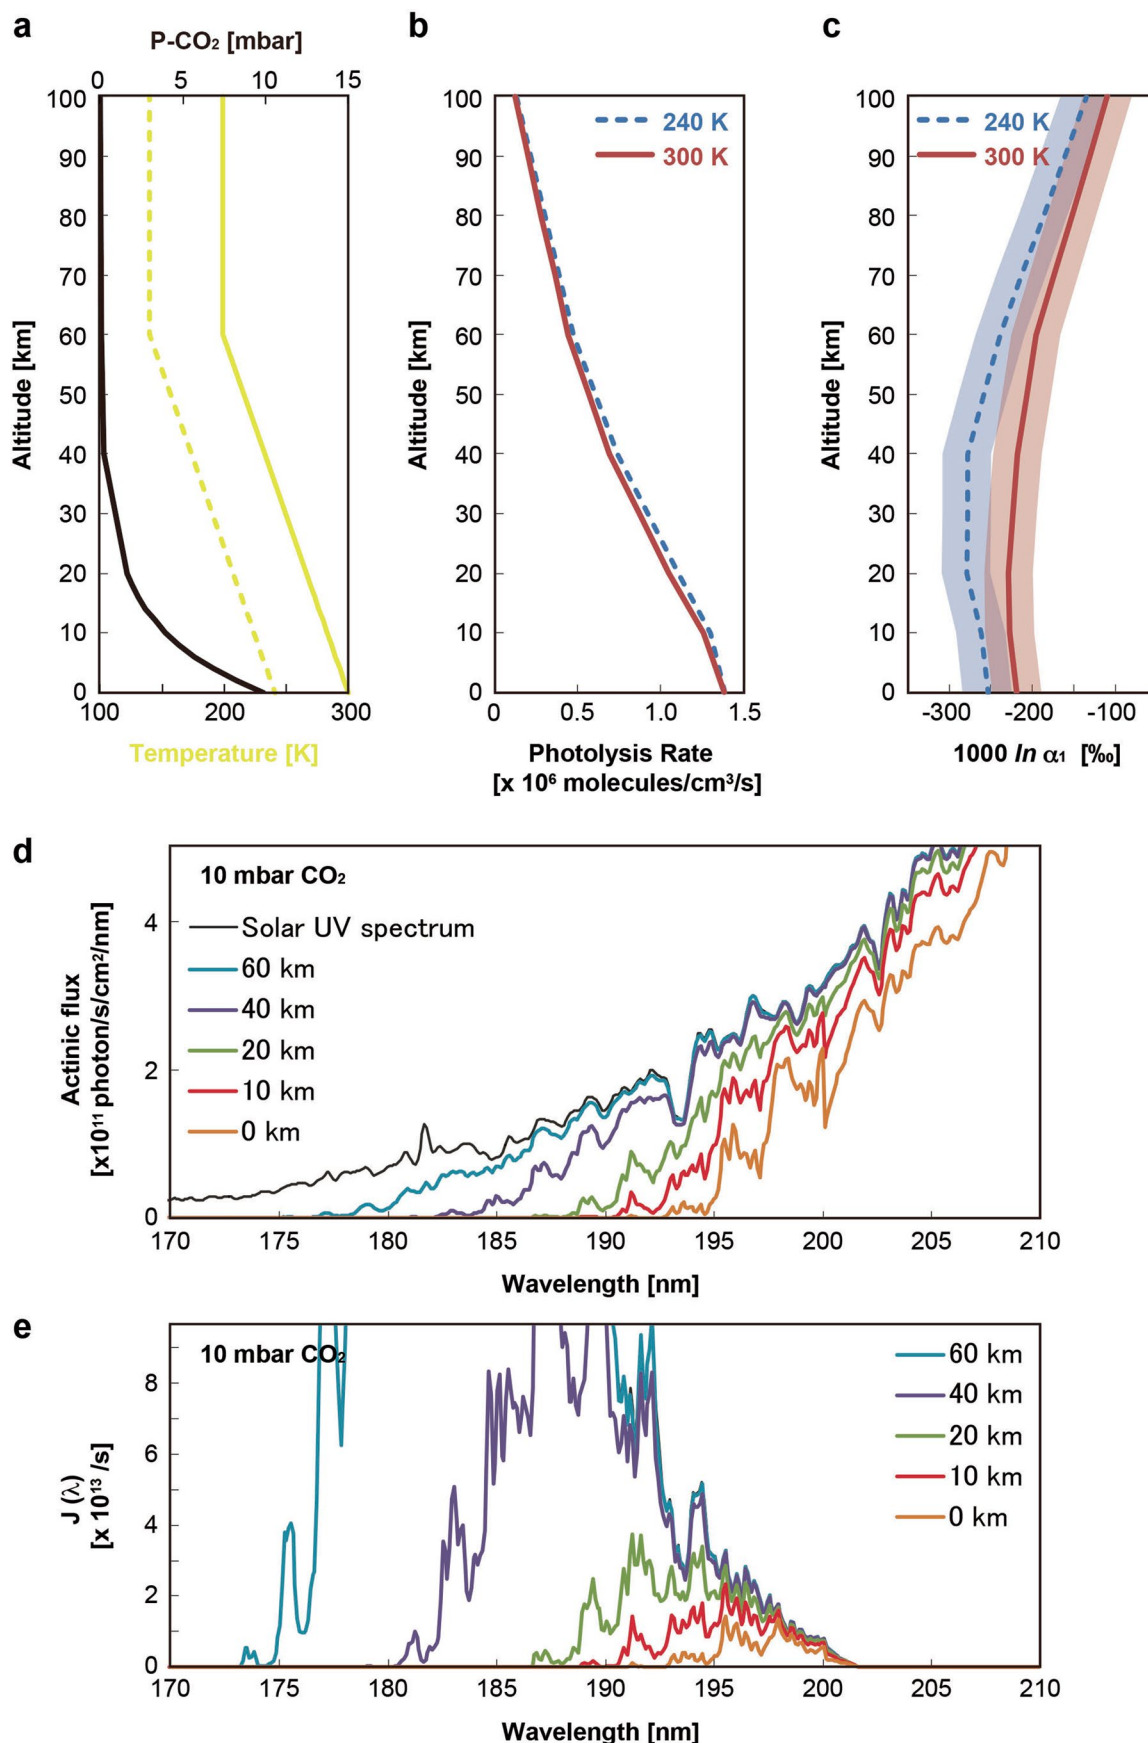 a
P-CO₂ [mbar]
0 5 10 15
100
90
80
70
60
50
40
30
20
10
0
Altitude [km]
100 200 300
Temperature [K]
b
100
90
80
70
60
50
40
30
20
10
0
Altitude [km]
240 K
300 K
0 0.5 1.0 1.5
Photolysis Rate
[x 10⁶ molecules/cm³/s]
c
100
90
80
70
60
50
40
30
20
10
0
Altitude [km]
240 K
300 K
-300 -200 -100
1000 ln α₁ [‰]
d
10 mbar CO₂
Solar UV spectrum
60 km
40 km
20 km
10 km
0 km
Actinic flux
[x10¹¹ photon/s/cm²/nm]
4
2
0
170 175 180 185 190 195 200 205 210
Wavelength [nm]
e
10 mbar CO₂
60 km
40 km
20 km
10 km
0 km
J (λ)
[x 10¹³ /s]
8
6
4
2
0
170 175 180 185 190 195 200 205 210
Wavelength [nm]